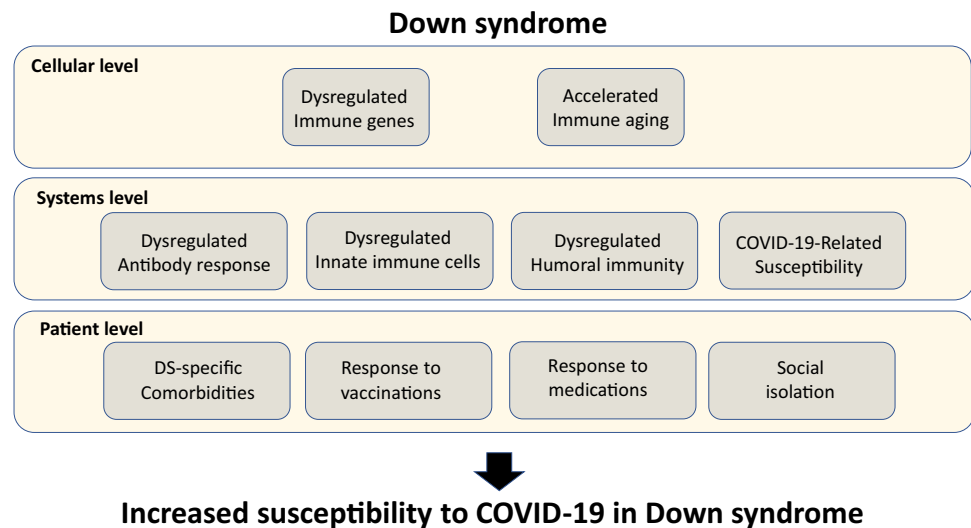 Down syndrome
Cellular level
Dysregulated
Immune genes
Accelerated
Immune aging
Systems level
Dysregulated
Antibody response
Dysregulated
Innate immune cells
Dysregulated
Humoral immunity
COVID-19-Related
Susceptibility
Patient level
DS-specific
Comorbidities
Response to
vaccinations
Response to
medications
Social
isolation
Increased susceptibility to COVID-19 in Down syndrome